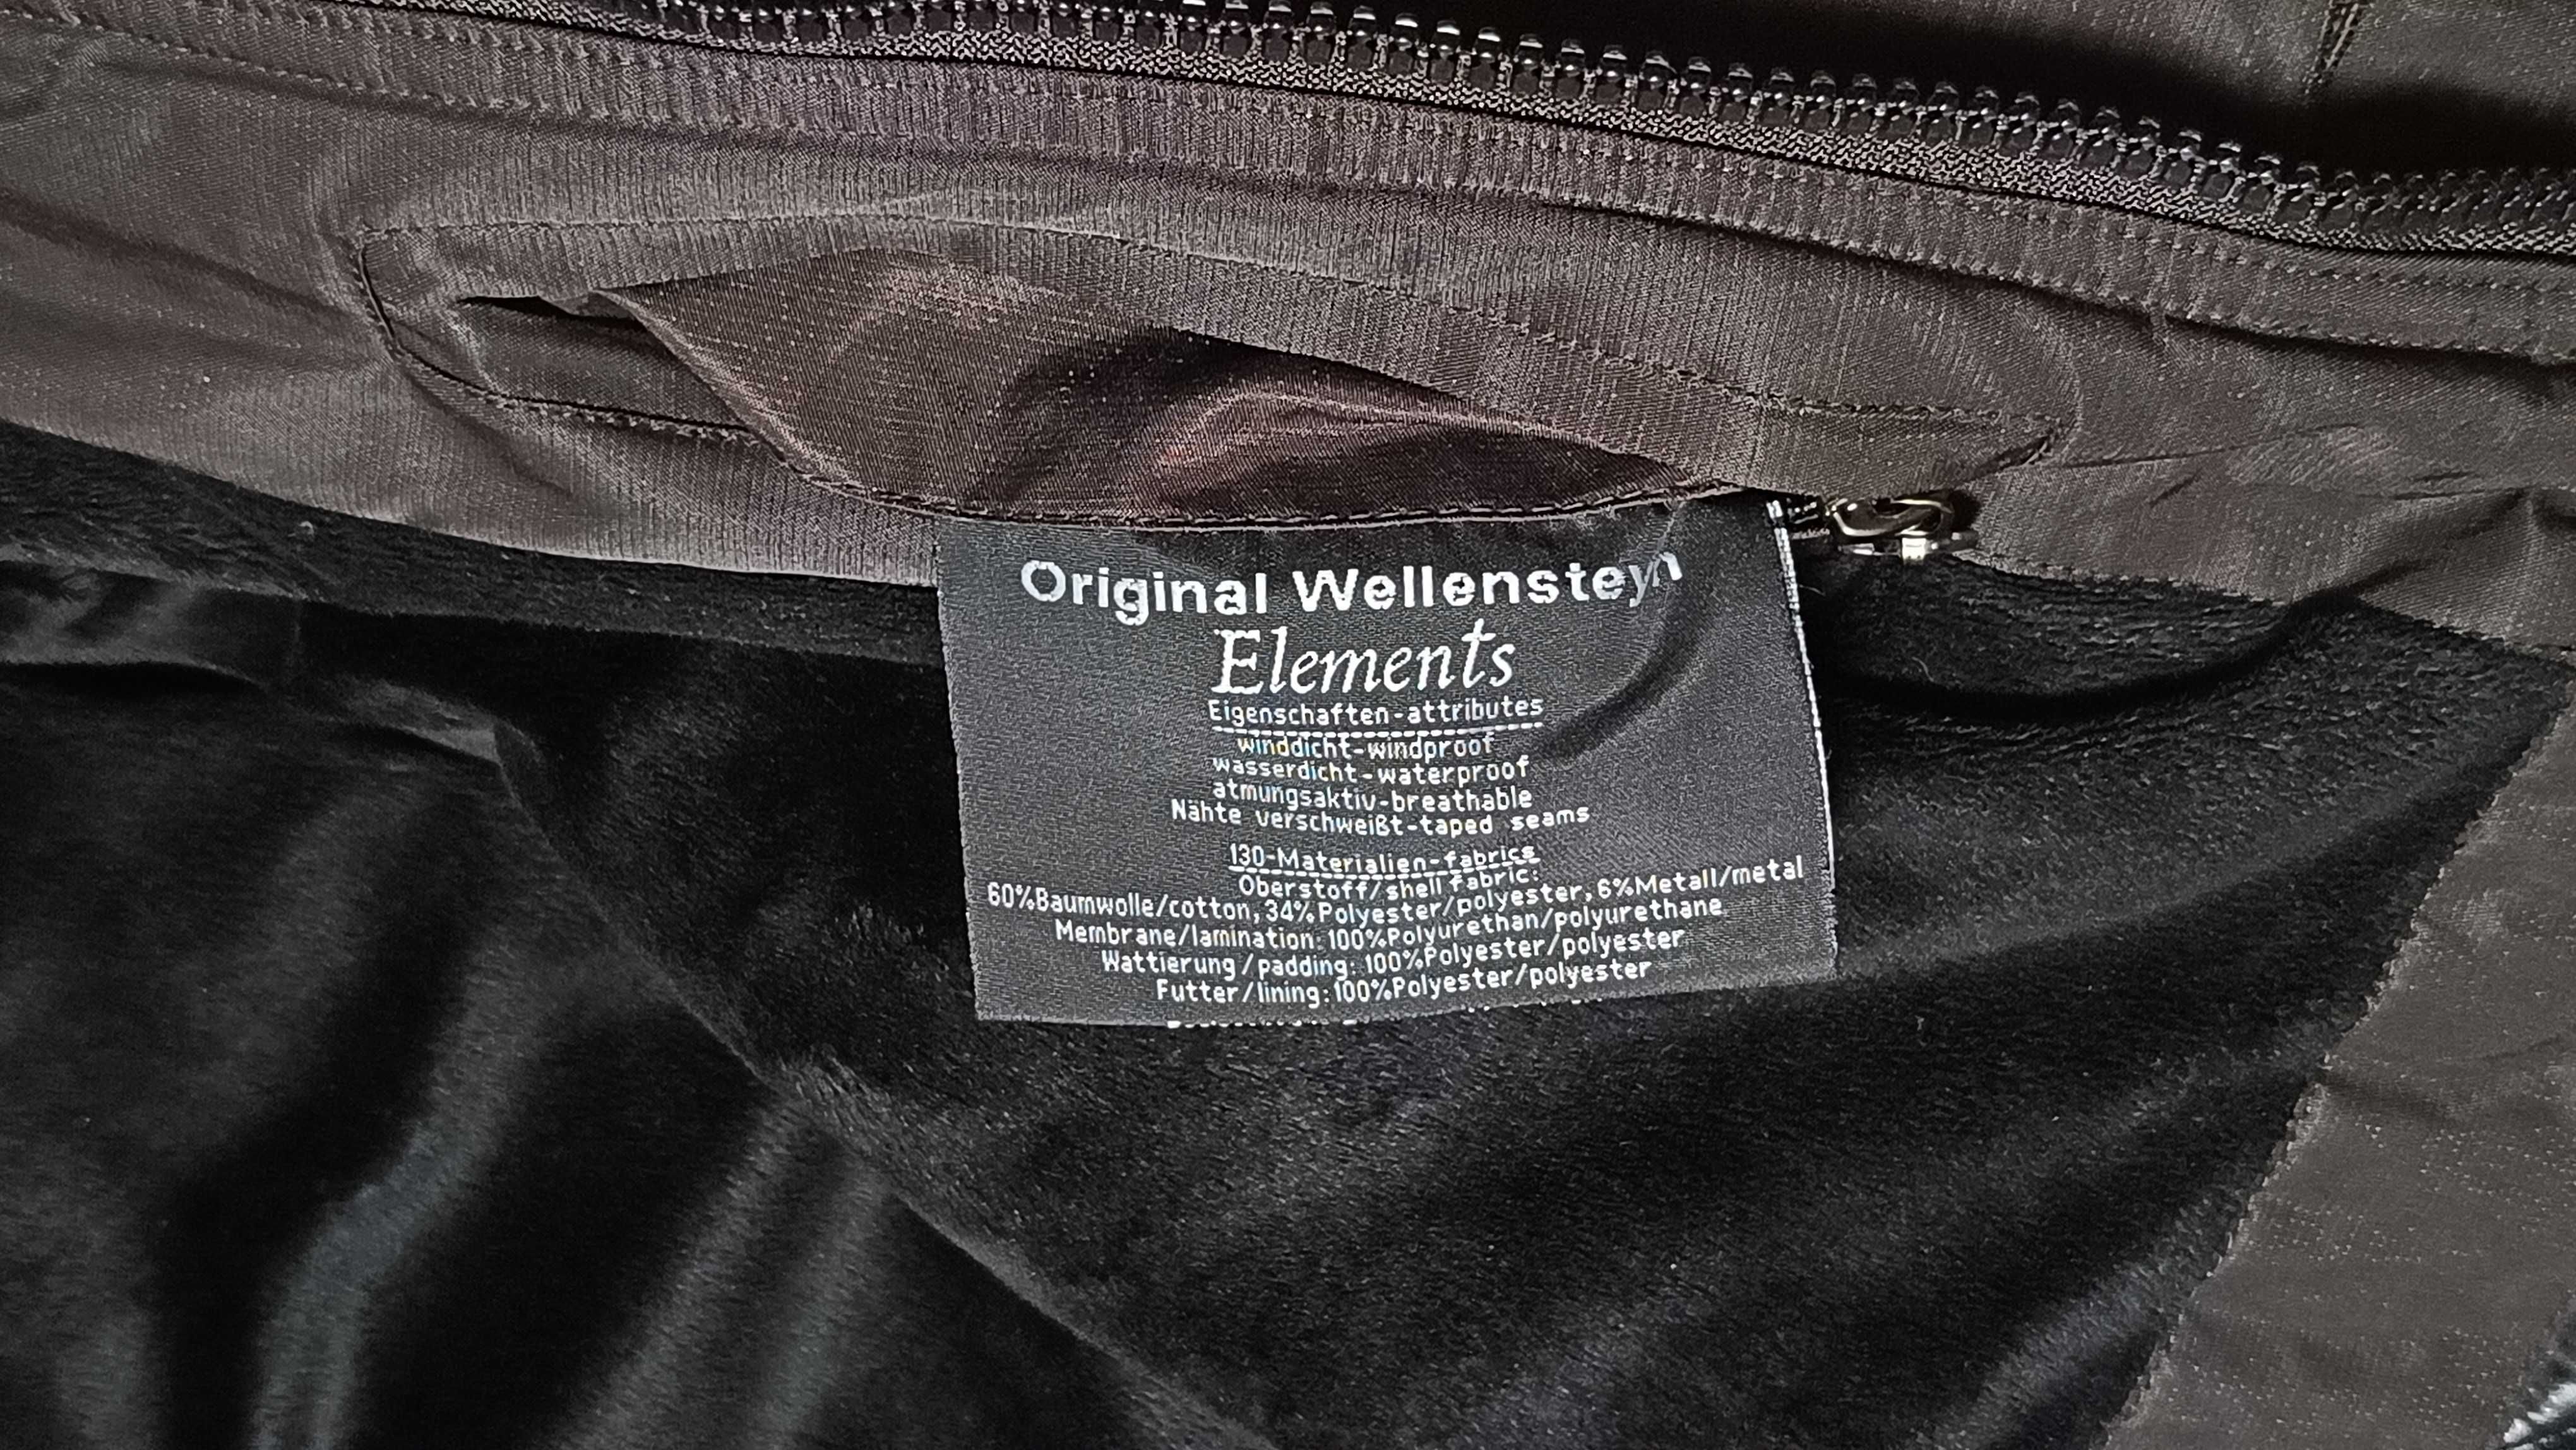 Original Wellensteyn
Elements
Eigenschaften-attributes
winddicht-windproof
wasserdicht-waterproof
atmungsaktiv-breathable
Nähte verschweißt-taped seams
130-Materialien-fabrics
Oberstoff/shell fabric:
60%Baumwolle/cotton,34%Polyester/polyester,6%Metall/metal
Membrane/lamination:100%Polyurethan/polyurethane
Wattierung/padding:100%Polyester/polyester
Futter/lining:100%Polyester/polyester